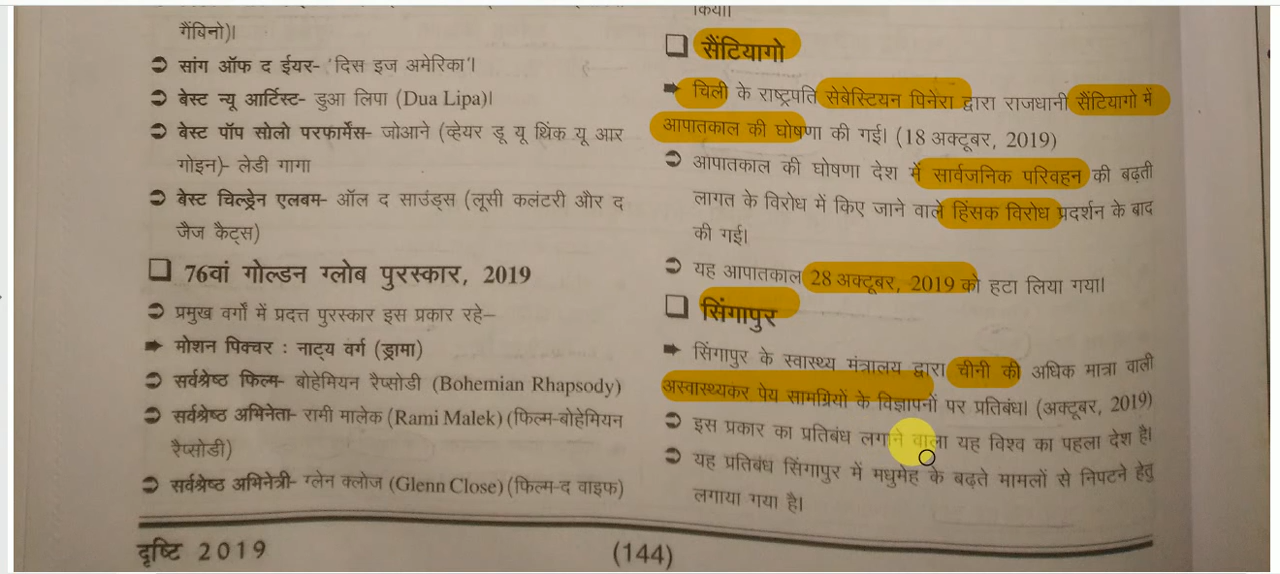 गैंबिनो)।
सांग ऑफ द ईयर- 'दिस इज अमेरिका'।
बेस्ट न्यू आर्टिस्ट- डुआ लिपा (Dua Lipa)।
बेस्ट पॉप सोलो परफार्मेंस- जोआने (व्हेयर डू यू थिंक यू आर
गोइन)- लेडी गागा
बेस्ट चिल्ड्रेन एलबम- ऑल द साउंड्स (लूसी कलंटरी और द
जैज कैट्स)
76वां गोल्डन ग्लोब पुरस्कार, 2019
प्रमुख वर्गों में प्रदत्त पुरस्कार इस प्रकार रहे–
मोशन पिक्चर : नाट्य वर्ग (ड्रामा)
सर्वश्रेष्ठ फिल्म- बोहेमियन रैप्सोडी (Bohemian Rhapsody)
सर्वश्रेष्ठ अभिनेता- रामी मालेक (Rami Malek) (फिल्म-बोहेमियन
रैप्सोडी)
सर्वश्रेष्ठ अभिनेत्री- ग्लेन क्लोज (Glenn Close) (फिल्म-द वाइफ)
किया।
सैंटियागो
चिली के राष्ट्रपति सेबेस्टियन पिनेरा द्वारा राजधानी सैंटियागो में
आपातकाल की घोषणा की गई। (18 अक्टूबर, 2019)
आपातकाल की घोषणा देश में सार्वजनिक परिवहन की बढ़ती
लागत के विरोध में किए जाने वाले हिंसक विरोध प्रदर्शन के बाद
की गई।
यह आपातकाल 28 अक्टूबर, 2019 को हटा लिया गया।
सिंगापुर
सिंगापुर के स्वास्थ्य मंत्रालय द्वारा चीनी की अधिक मात्रा वाली
अस्वास्थ्यकर पेय सामग्रियों के विज्ञापनों पर प्रतिबंध। (अक्टूबर, 2019)
इस प्रकार का प्रतिबंध लगाने वाला यह विश्व का पहला देश है।
यह प्रतिबंध सिंगापुर में मधुमेह के बढ़ते मामलों से निपटने हेतु
लगाया गया है।
दृष्टि 2019
(144)